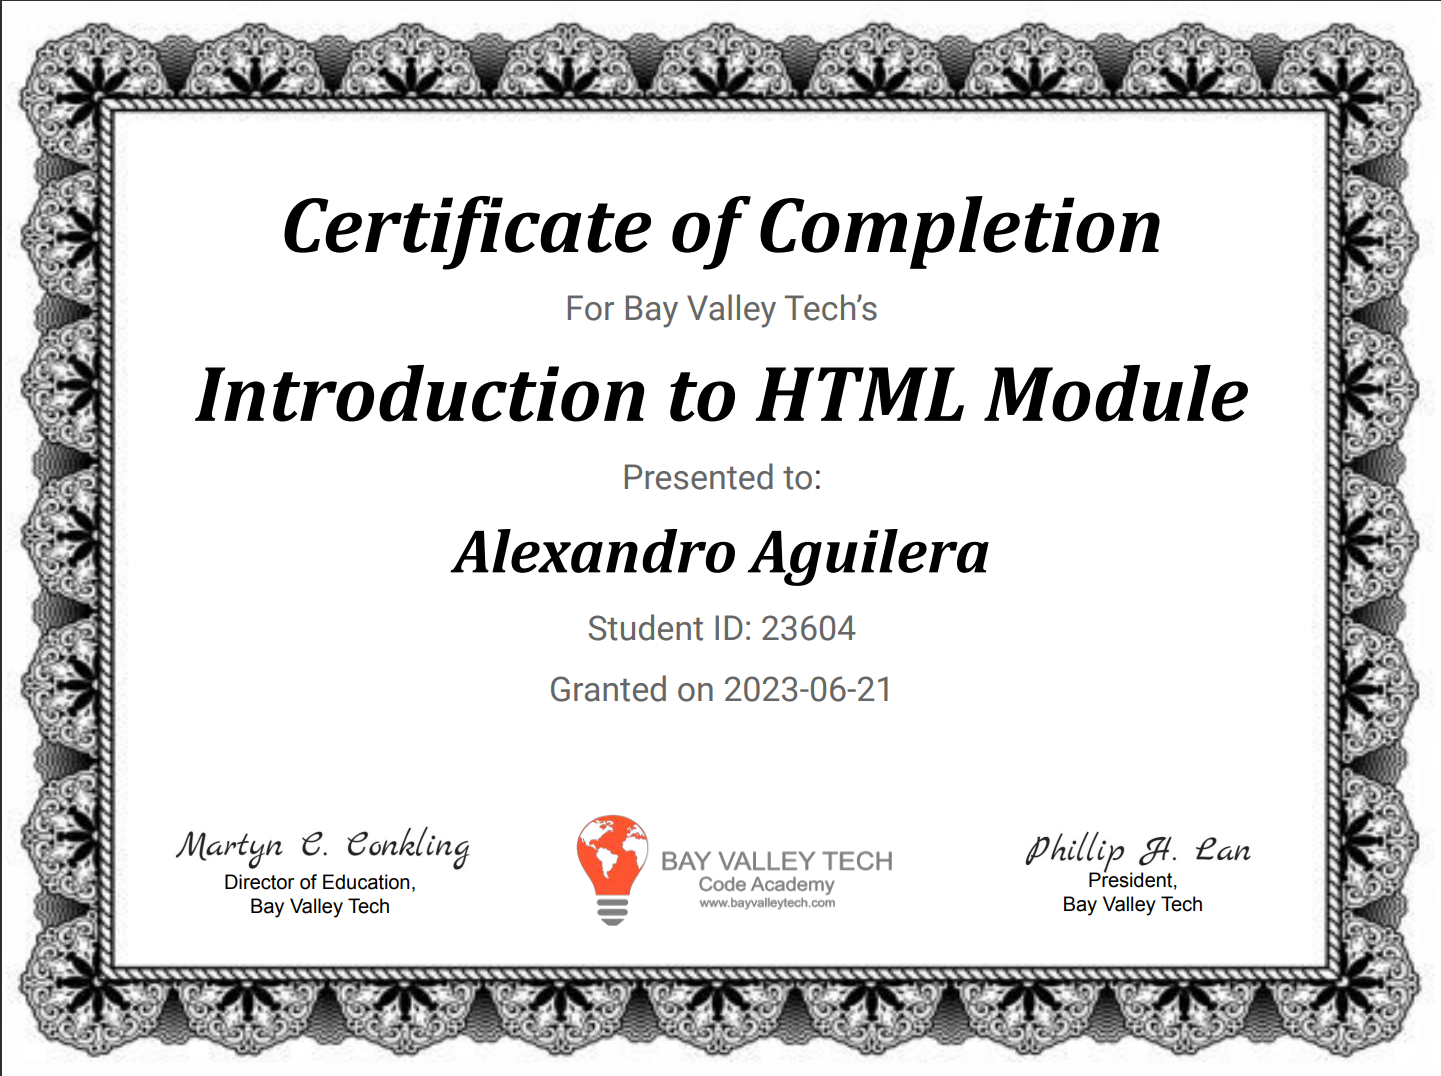 Certificate of Completion
For Bay Valley Tech’s
Introduction to HTML Module
Presented to:
Alexandro Aguilera
Student ID: 23604
Granted on 2023-06-21
Martyn C. Conkling
Director of Education,
Bay Valley Tech
BAY VALLEY TECH
Code Academy
www.bayvalleytech.com
Phillip H. Lan
President,
Bay Valley Tech